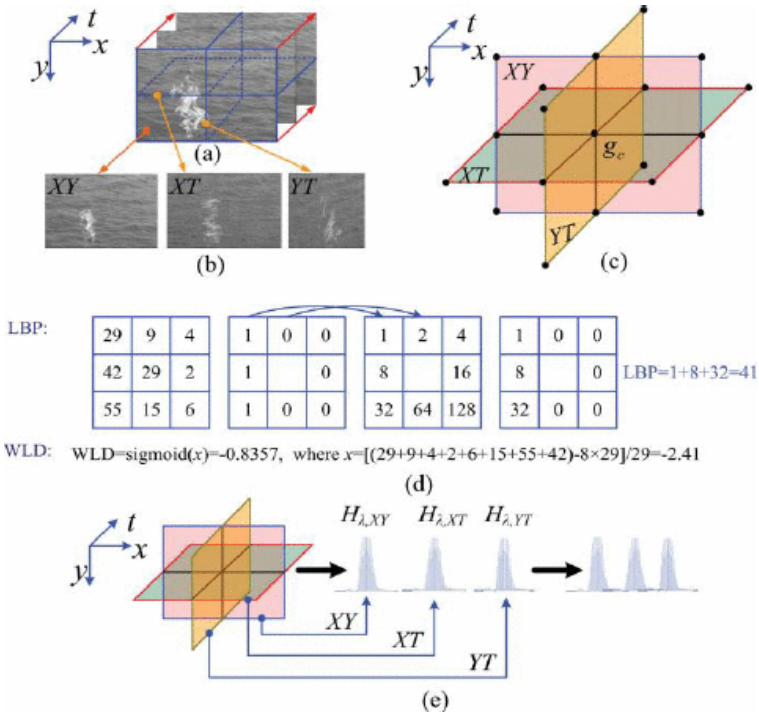 t
x
y
(a)
XY
XT
YT
(b)
t
x
y
XY
XT
YT
g_c
(c)
LBP:
29 9 4
42 29 2
55 15 6
1 0 0
1 0
1 0 0
1 2 4
8 16
32 64 128
1 0 0
8 0
32 0 0
LBP=1+8+32=41
WLD:
WLD=sigmoid(x)=-0.8357, where x=[(29+9+4+2+6+15+55+42)-8×29]/29=-2.41
(d)
t
x
y
H_{λ,XY} H_{λ,XT} H_{λ,YT}
XY
XT
YT
(e)